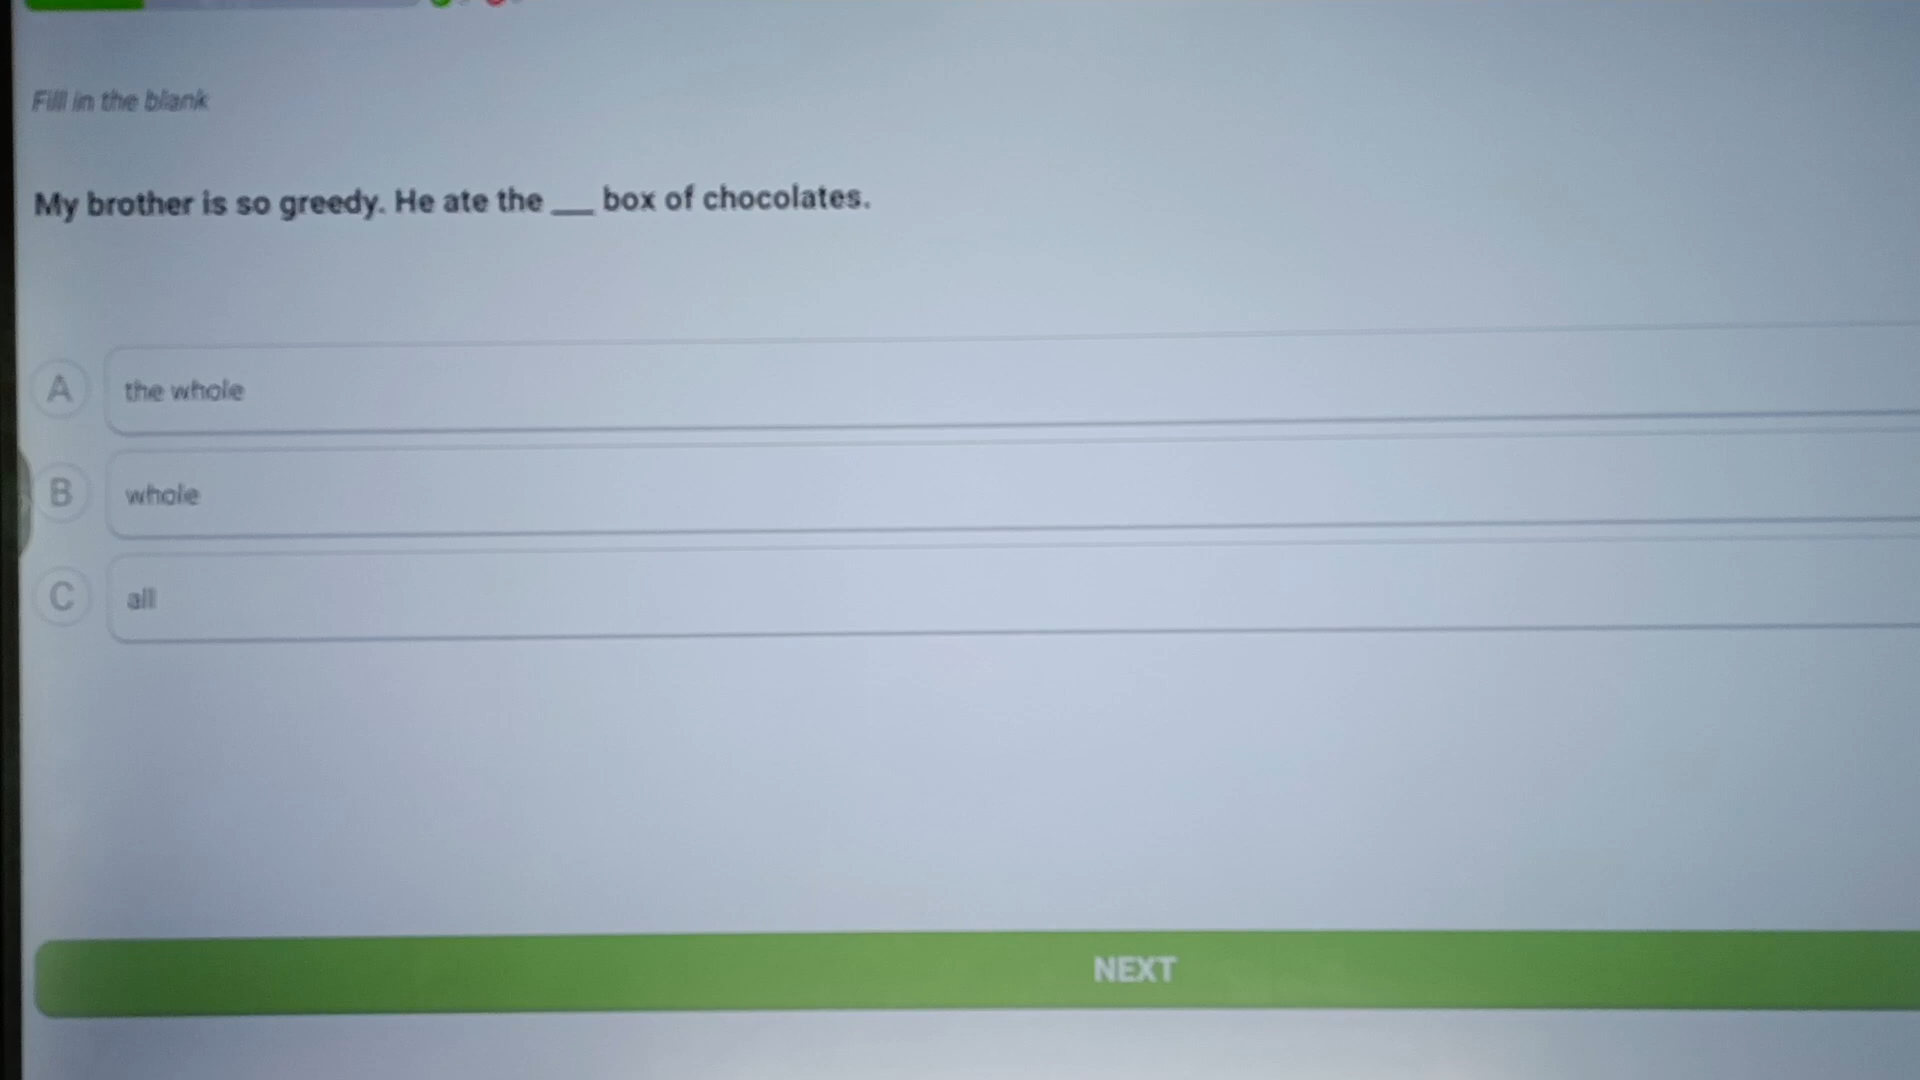 Fill in the blank
My brother is so greedy. He ate the ___ box of chocolates.
A the whole
B whole
C all
NEXT